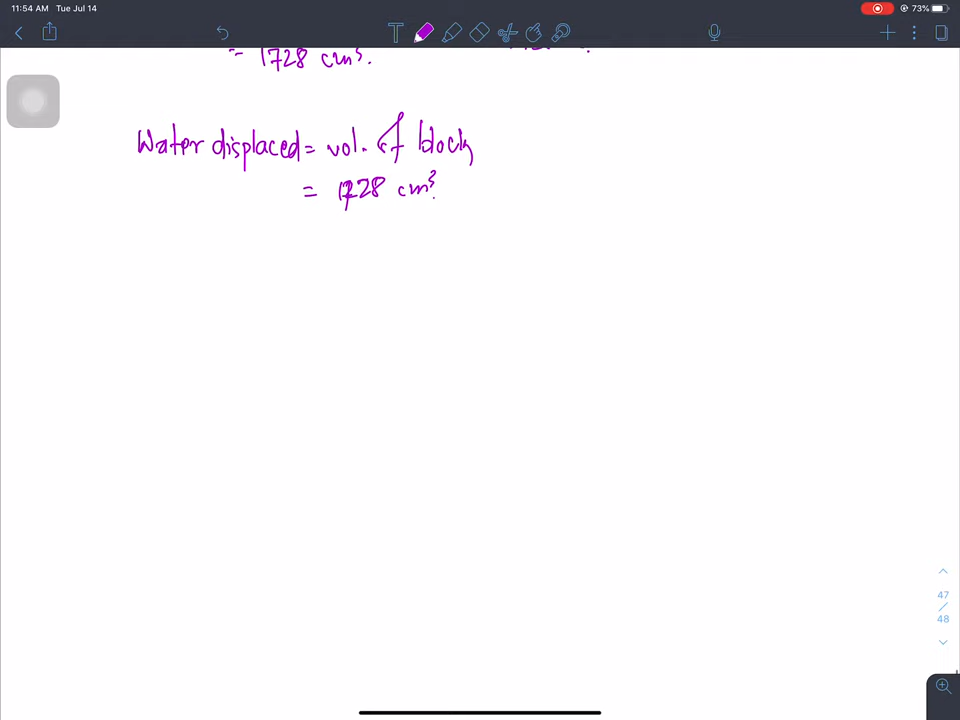 11:54 AM Tue Jul 14
73%
= 1728 cm³.
Water displaced = vol. of block
= 1728 cm³.
47
/
48